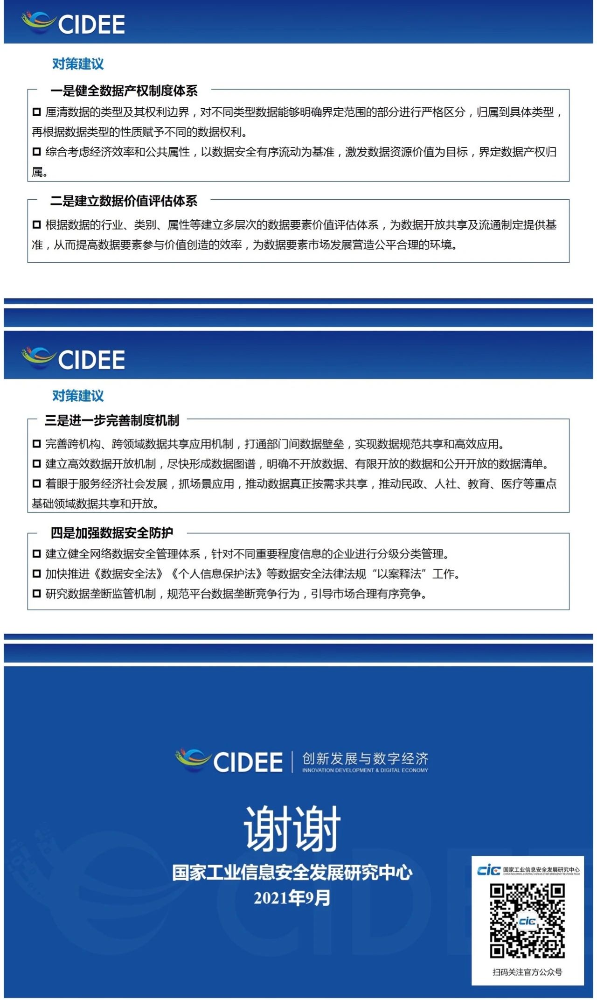 CIDEE
对策建议
一是健全数据产权制度体系
厘清数据的类型及其权利边界，对不同类型数据能够明确界定范围的部分进行严格区分，归属到具体类型，
再根据数据类型的性质赋予不同的数据权利。
综合考虑经济效率和公共属性，以数据安全有序流动为基准，激发数据资源价值为目标，界定数据产权归
属。
二是建立数据价值评估体系
根据数据的行业、类别、属性等建立多层次的数据要素价值评估体系，为数据开放共享及流通制定提供基
准，从而提高数据要素参与价值创造的效率，为数据要素市场发展营造公平合理的环境。
CIDEE
对策建议
三是进一步完善制度机制
完善跨机构、跨领域数据共享应用机制，打通部门间数据壁垒，实现数据规范共享和高效应用。
建立高效数据开放机制，尽快形成数据图谱，明确不开放数据、有限开放的数据和公开开放的数据清单。
着眼于服务经济社会发展，抓场景应用，推动数据真正按需求共享，推动民政、人社、教育、医疗等重点
基础领域数据共享和开放。
四是加强数据安全防护
建立健全网络数据安全管理体系，针对不同重要程度信息的企业进行分级分类管理。
加快推进《数据安全法》《个人信息保护法》等数据安全法律法规“以案释法”工作。
研究数据垄断监管机制，规范平台数据垄断竞争行为，引导市场合理有序竞争。
CIDEE 创新发展与数字经济
INNOVATION DEVELOPMENT & DIGITAL ECONOMY
谢谢
国家工业信息安全发展研究中心
2021年9月
CIDEE
cic 国家工业信息安全发展研究中心
CHINA INDUSTRIAL CONTROL SYSTEMS CYBER EMERGENCY RESPONSE TEAM
cic
扫码关注官方公众号